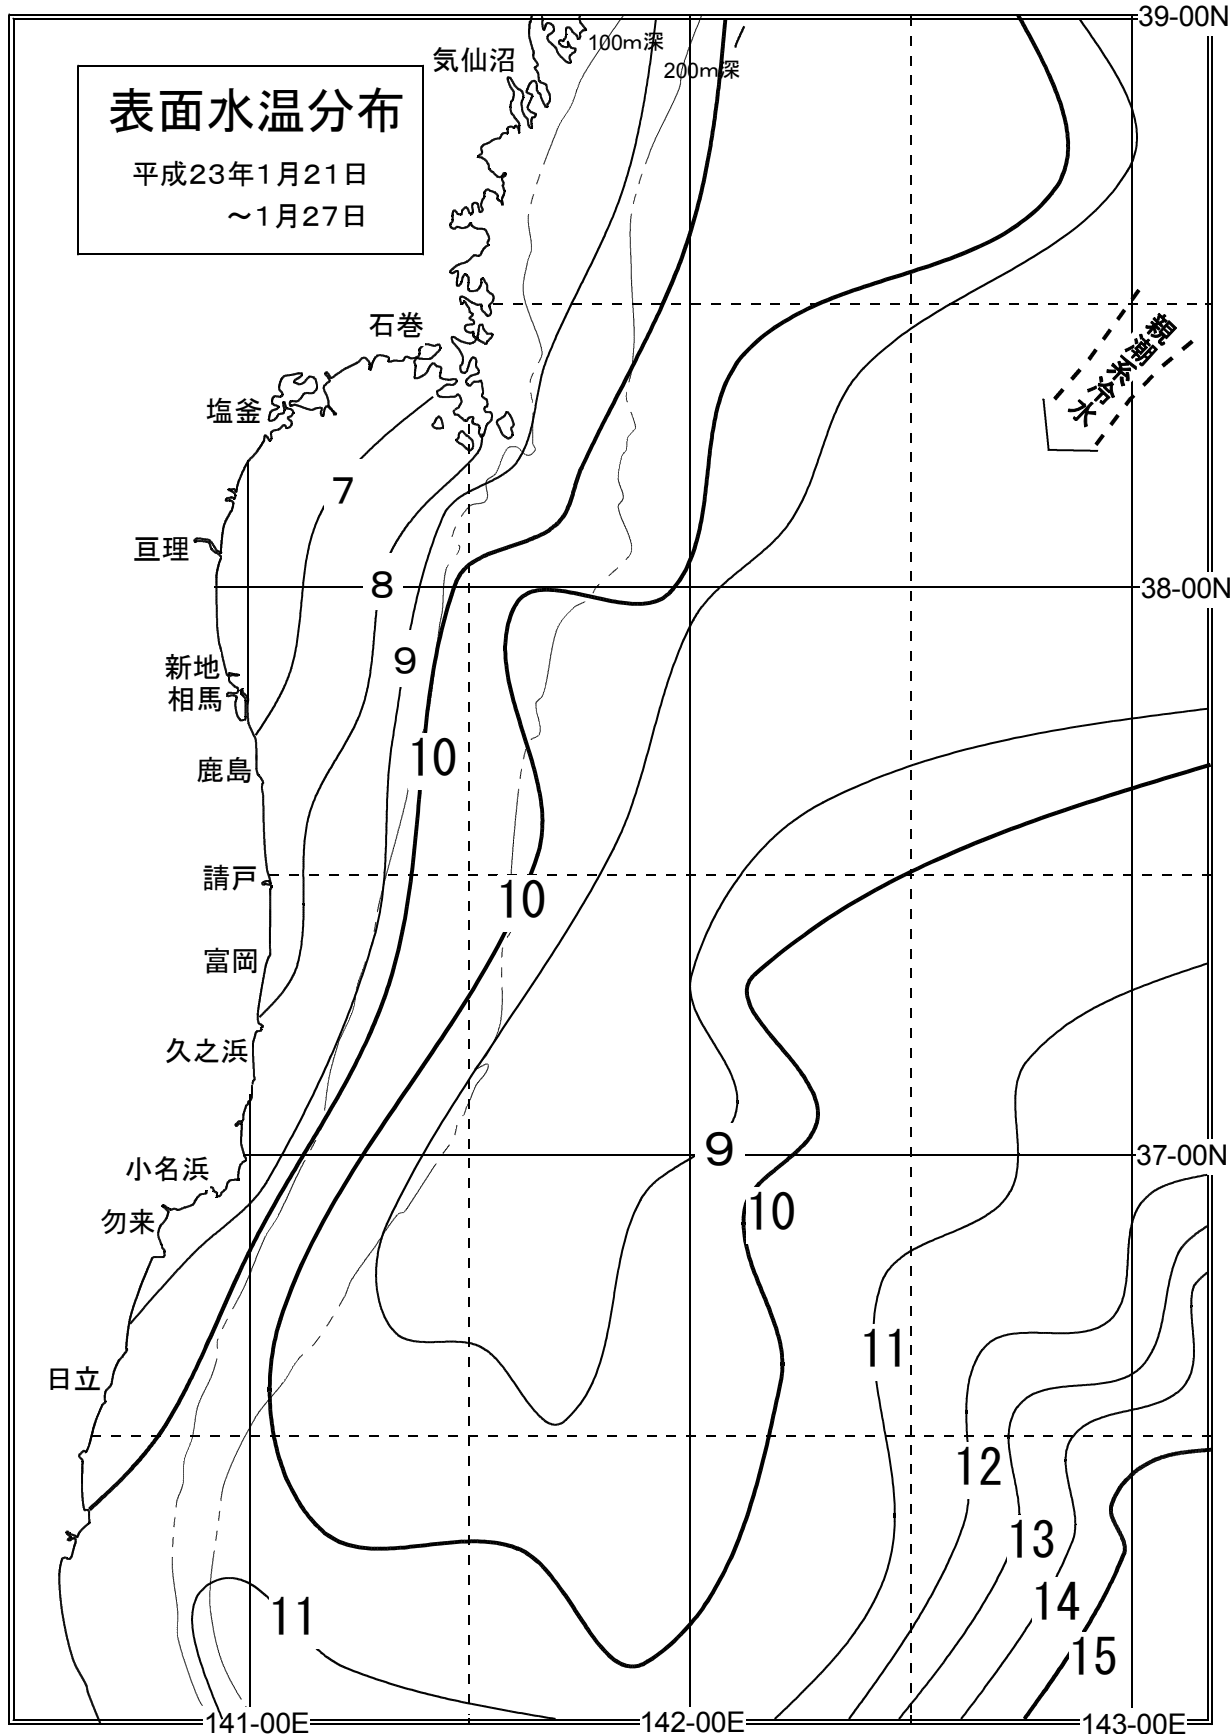 39-00N
気仙沼
100m深
200m深
表面水温分布
平成23年1月21日
～1月27日
石巻
親潮系冷水
塩釜
7
亘理
8
38-00N
9
新地
相馬
10
鹿島
請戸
10
富岡
久之浜
9
37-00N
小名浜
勿来
10
11
日立
12
13
14
11
15
141-00E
142-00E
143-00E